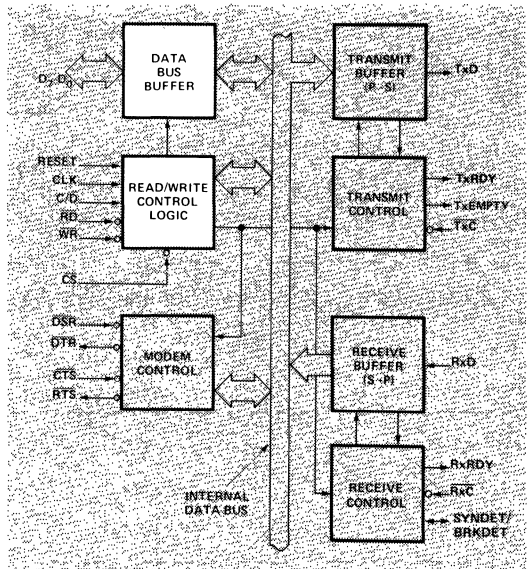 DATA
BUS
BUFFER
D7-D0
TRANSMIT
BUFFER
(P - S)
TxD
RESET
CLK
C/D
RD
WR
CS
READ/WRITE
CONTROL
LOGIC
TRANSMIT
CONTROL
TxRDY
TxEMPTY
TxC
DSR
DTR
CTS
RTS
MODEM
CONTROL
RECEIVE
BUFFER
(S - P)
RxD
INTERNAL
DATA BUS
RECEIVE
CONTROL
RxRDY
RxC
SYNDET/
BRKDET